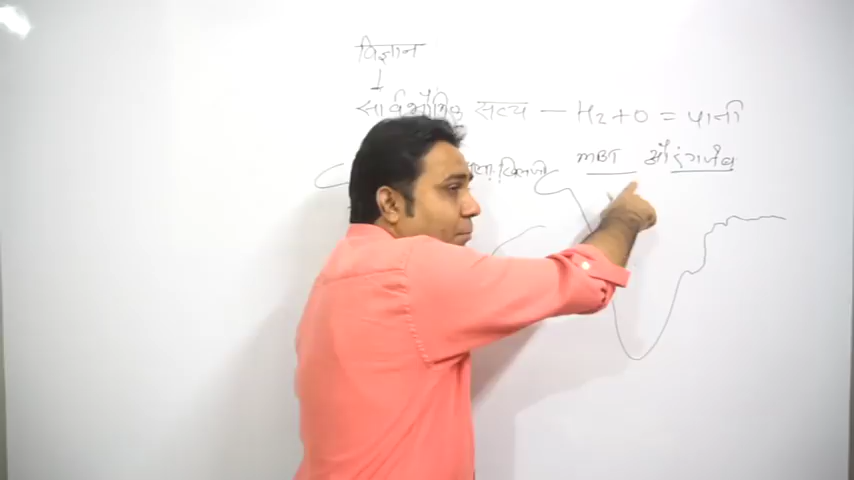 विज्ञान
सार्वभौमिक सत्य — H2 + O = पानी
MBT औरंगजेब